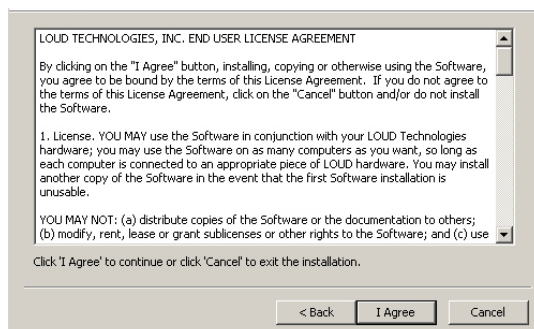 LOUD TECHNOLOGIES, INC. END USER LICENSE AGREEMENT
By clicking on the "I Agree" button, installing, copying or otherwise using the Software,
you agree to be bound by the terms of this License Agreement.  If you do not agree to
the terms of this License Agreement, click on the "Cancel" button and/or do not install
the Software.
1. License. YOU MAY use the Software in conjunction with your LOUD Technologies
hardware; you may use the Software on as many computers as you want, so long as
each computer is connected to an appropriate piece of LOUD hardware. You may install
another copy of the Software in the event that the first Software installation is
unusable.
YOU MAY NOT: (a) distribute copies of the Software or the documentation to others;
(b) modify, rent, lease or grant sublicenses or other rights to the Software; and (c) use
Click 'I Agree' to continue or click 'Cancel' to exit the installation.
< Back I Agree Cancel